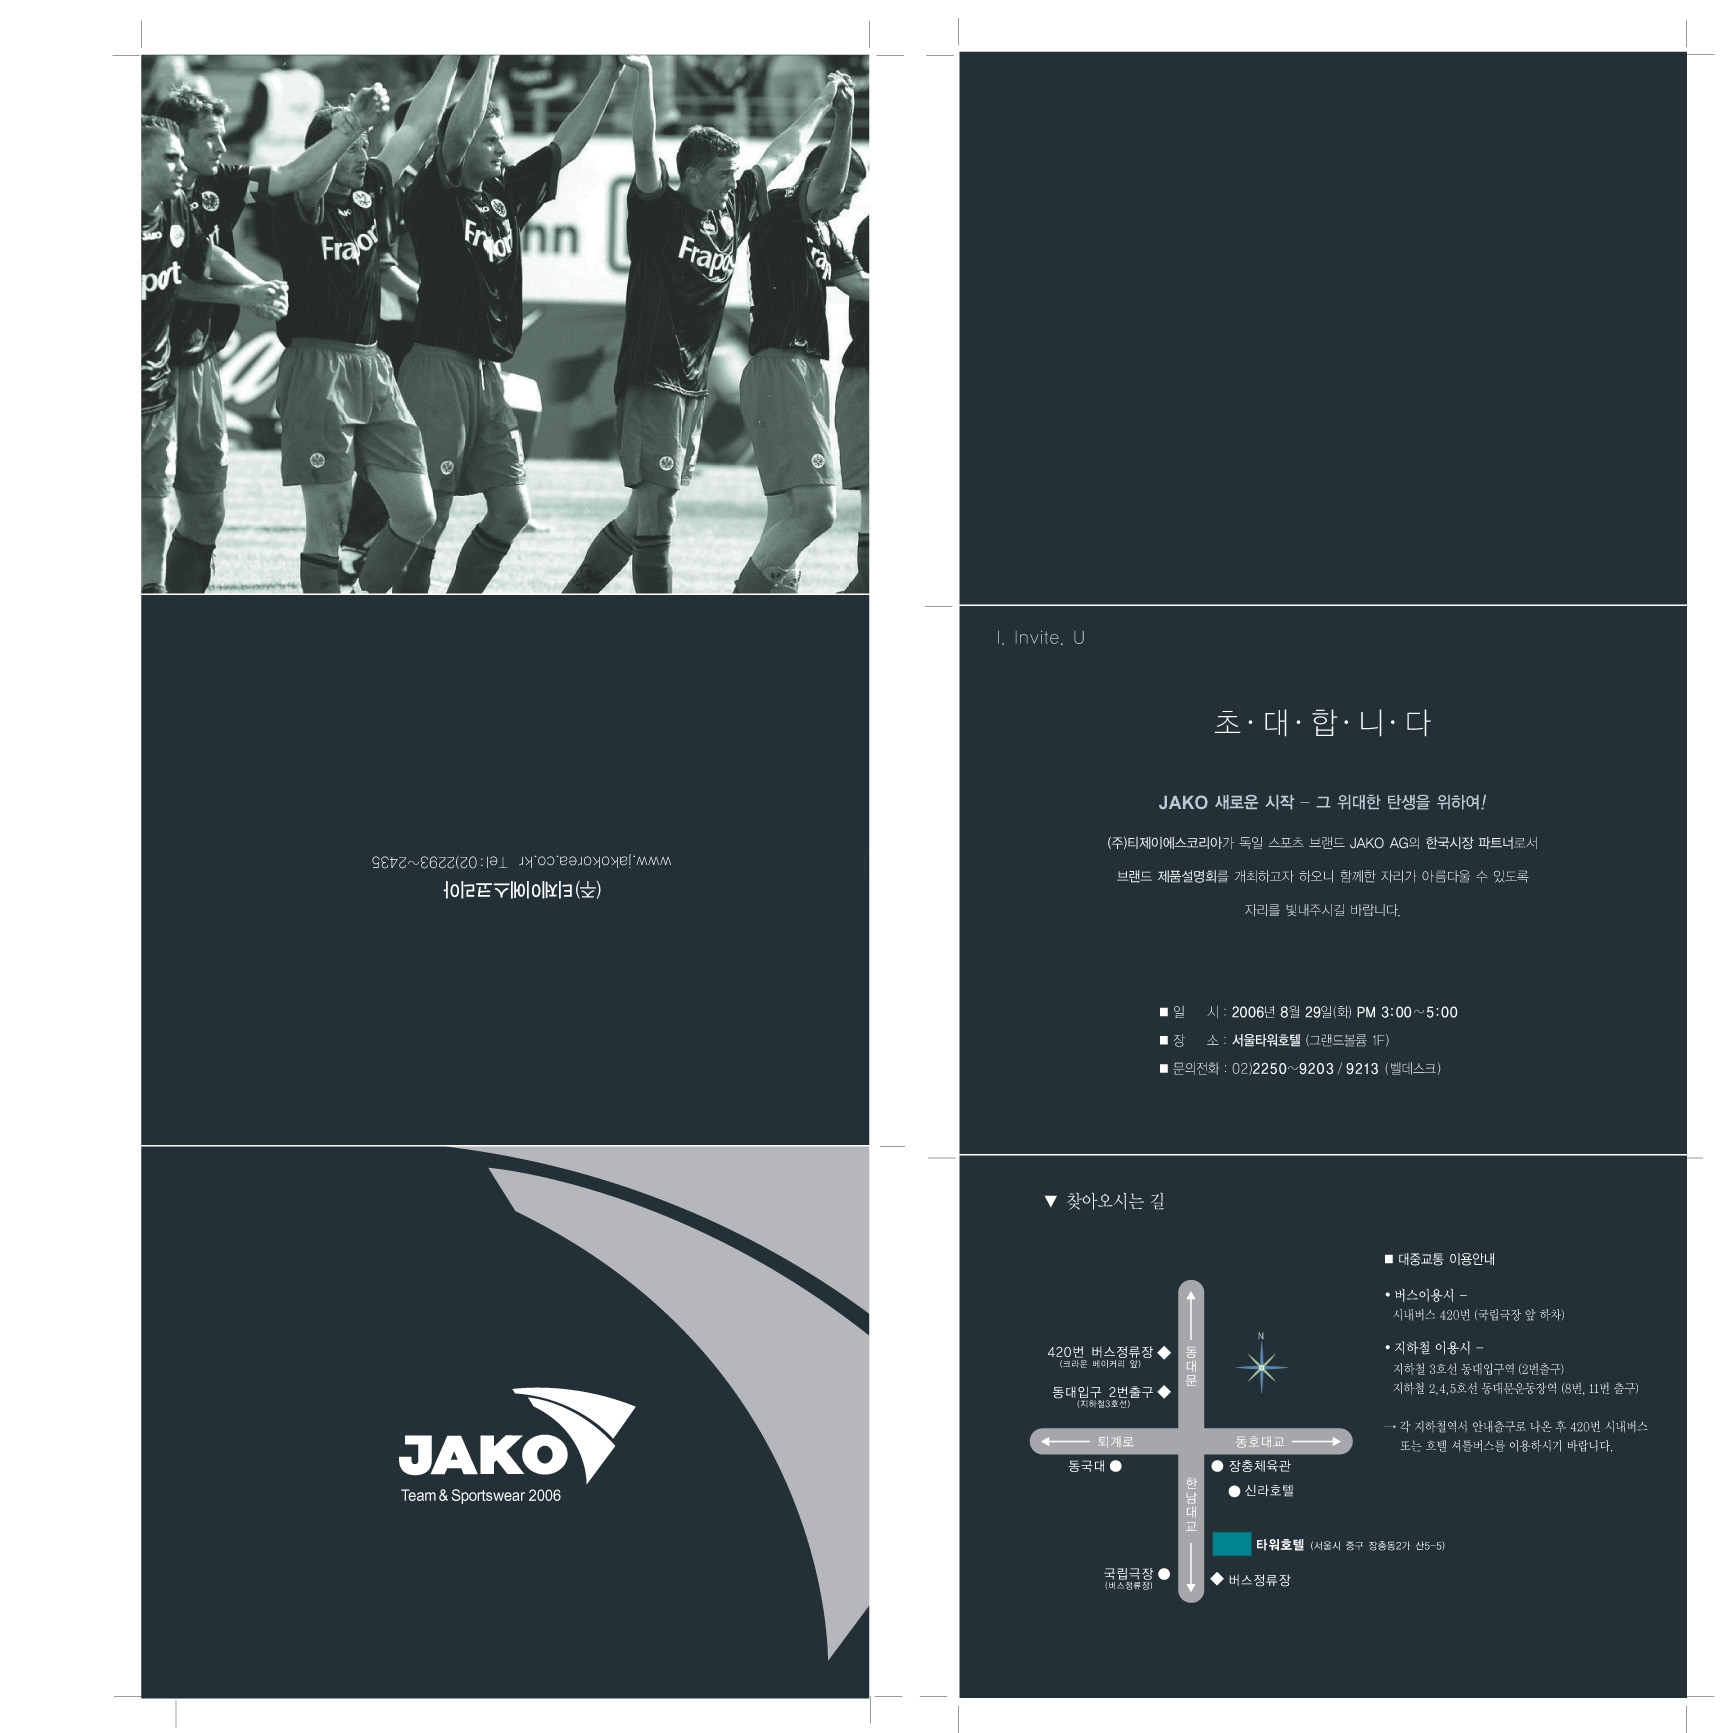 JAKO
port
Frapor
Fraport
nn
Frapo
Fra
www.jakokorea.co.kr Tel:02)2293~2435
(주)티제이에스코리아
JAKO
Team & Sportswear 2006
I. Invite. U
초·대·합·니·다
JAKO 새로운 시작 – 그 위대한 탄생을 위하여!
(주)티제이에스코리아가 독일 스포츠 브랜드 JAKO AG의 한국시장 파트너로서
브랜드 제품설명회를 개최하고자 하오니 함께한 자리가 아름다울 수 있도록
자리를 빛내주시길 바랍니다.
■ 일 시 : 2006년 8월 29일(화) PM 3:00~5:00
■ 장 소 : 서울타워호텔 (그랜드볼륨 1F)
■ 문의전화 : 02)2250~9203 / 9213 (벨데스크)
▼ 찾아오시는 길
420번 버스정류장
(크라운 베이커리 앞)
동대입구 2번출구
(지하철3호선)
동대문
N
퇴계로
동호대교
동국대
장충체육관
신라호텔
한남대교
타워호텔 (서울시 중구 장충동2가 산5-5)
국립극장
(버스정류장)
버스정류장
■ 대중교통 이용안내
• 버스이용시 –
시내버스 420번 (국립극장 앞 하차)
• 지하철 이용시 –
지하철 3호선 동대입구역 (2번출구)
지하철 2,4,5호선 동대문운동장역 (8번, 11번 출구)
→ 각 지하철역서 안내출구로 나온 후 420번 시내버스
또는 호텔 셔틀버스를 이용하시기 바랍니다.